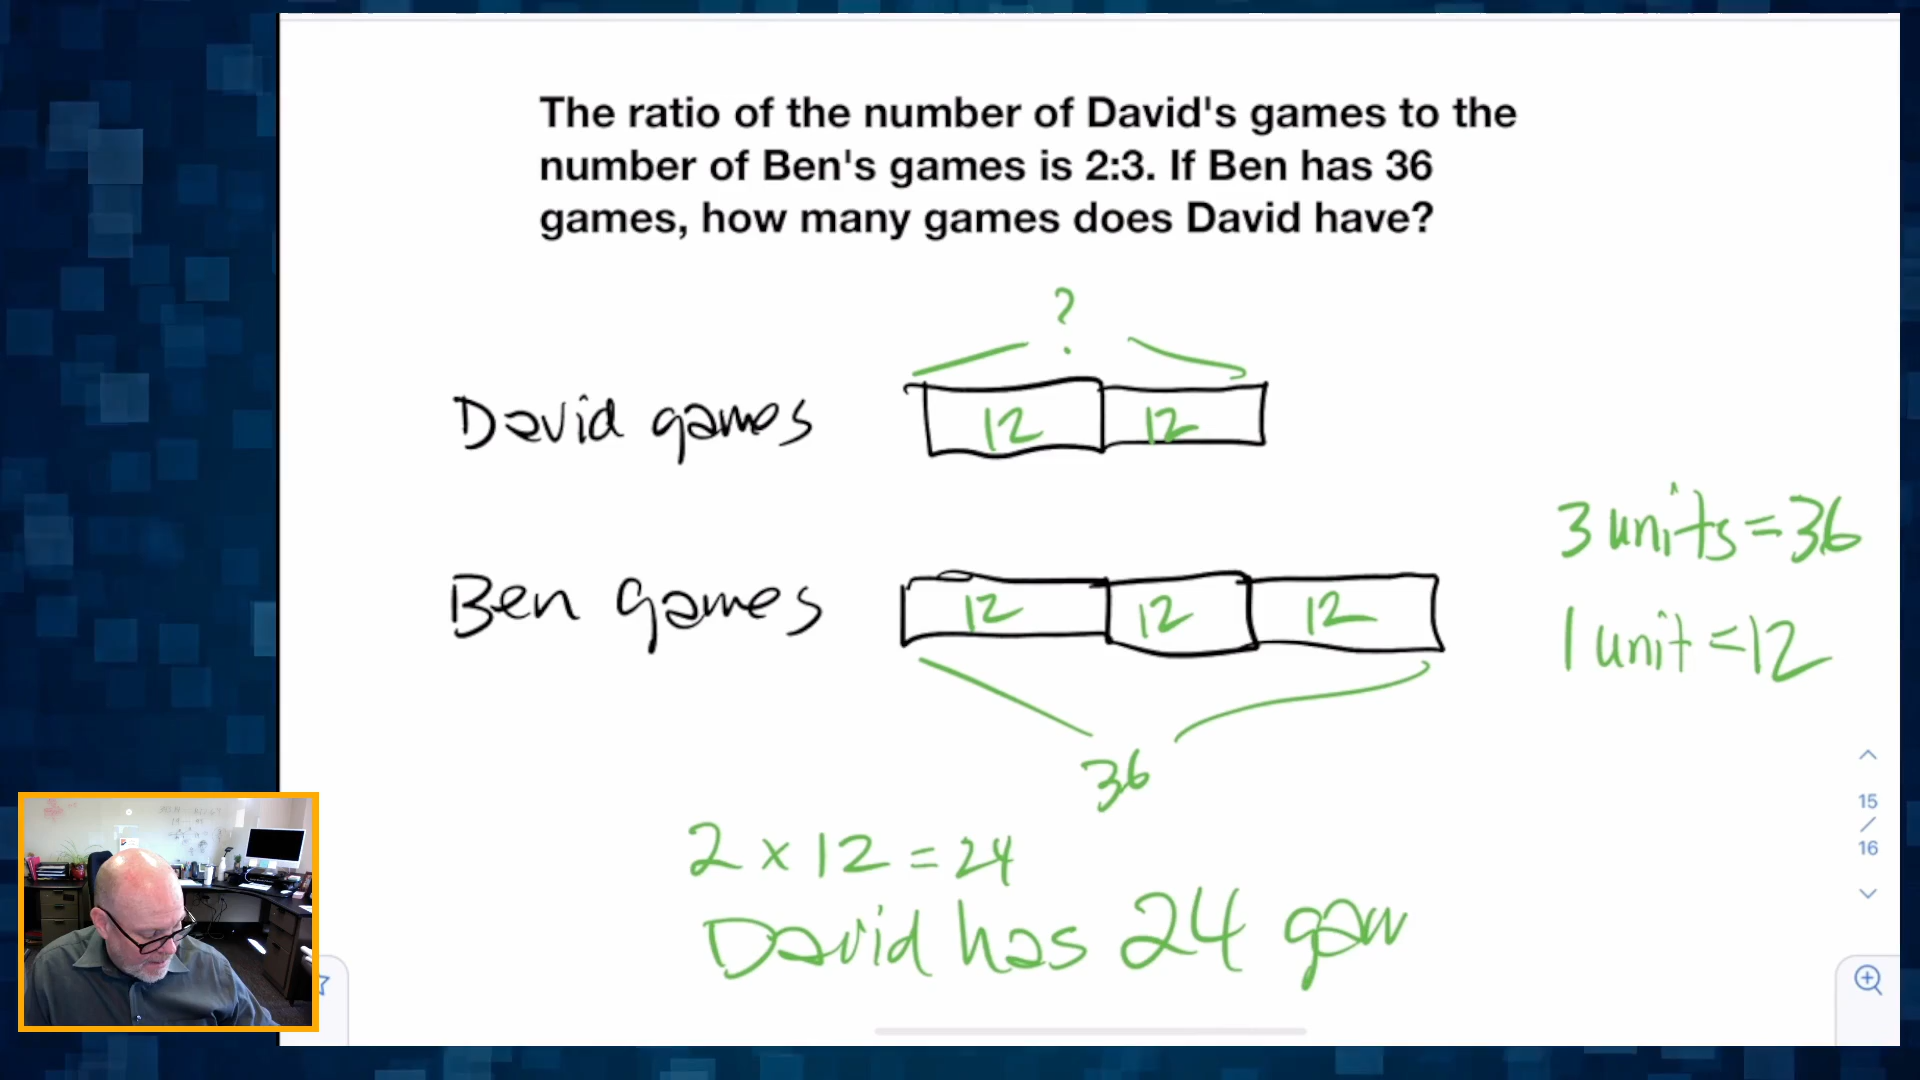 The ratio of the number of David's games to the
number of Ben's games is 2:3. If Ben has 36
games, how many games does David have?
?
David games 12 12
3 units = 36
Ben games 12 12 12
1 unit = 12
36
15
/
16
2 x 12 = 24
David has 24 gam